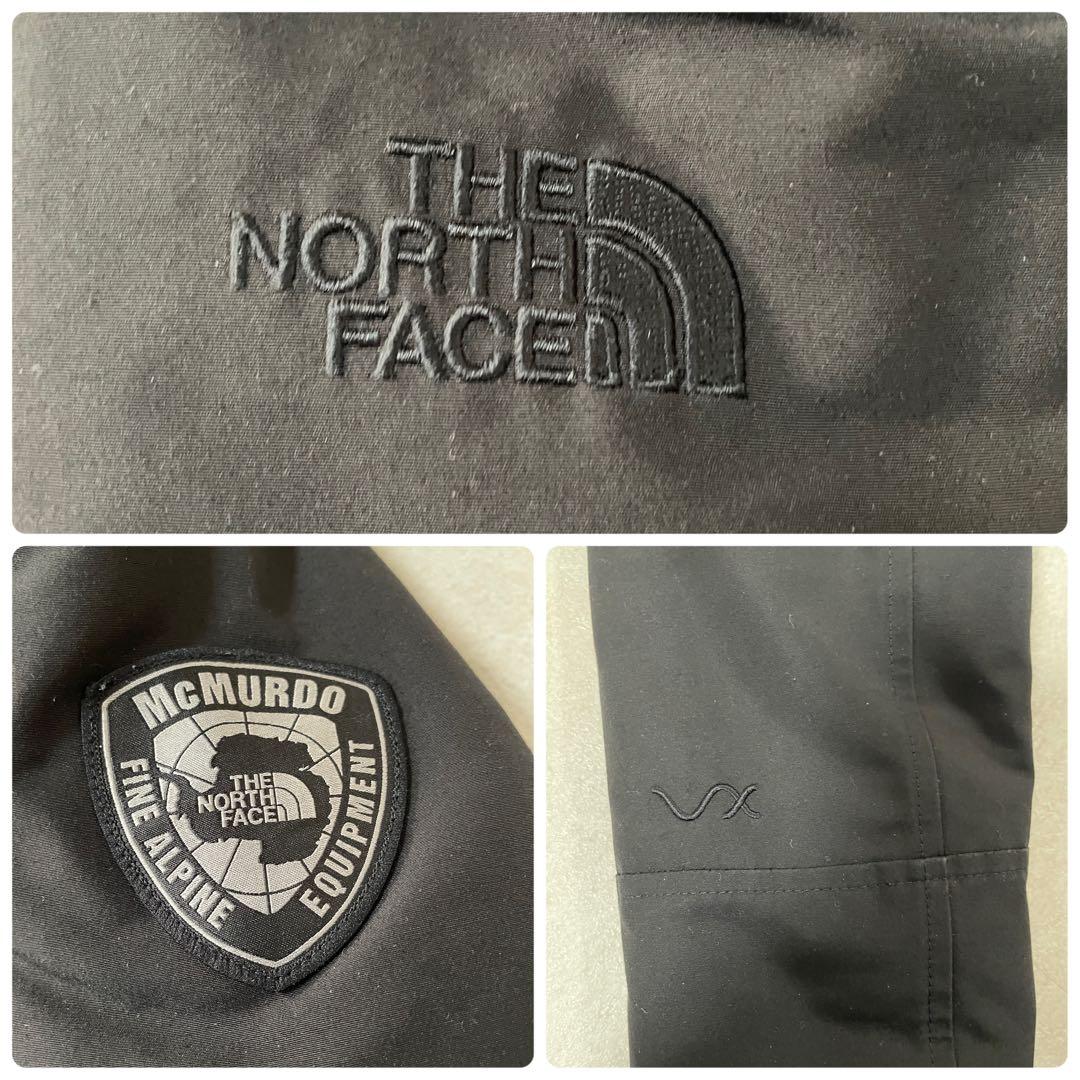 THE
NORTH
FACE
McMURDO
THE
NORTH
FACE
FINE ALPINE
EQUIPMENT
VX